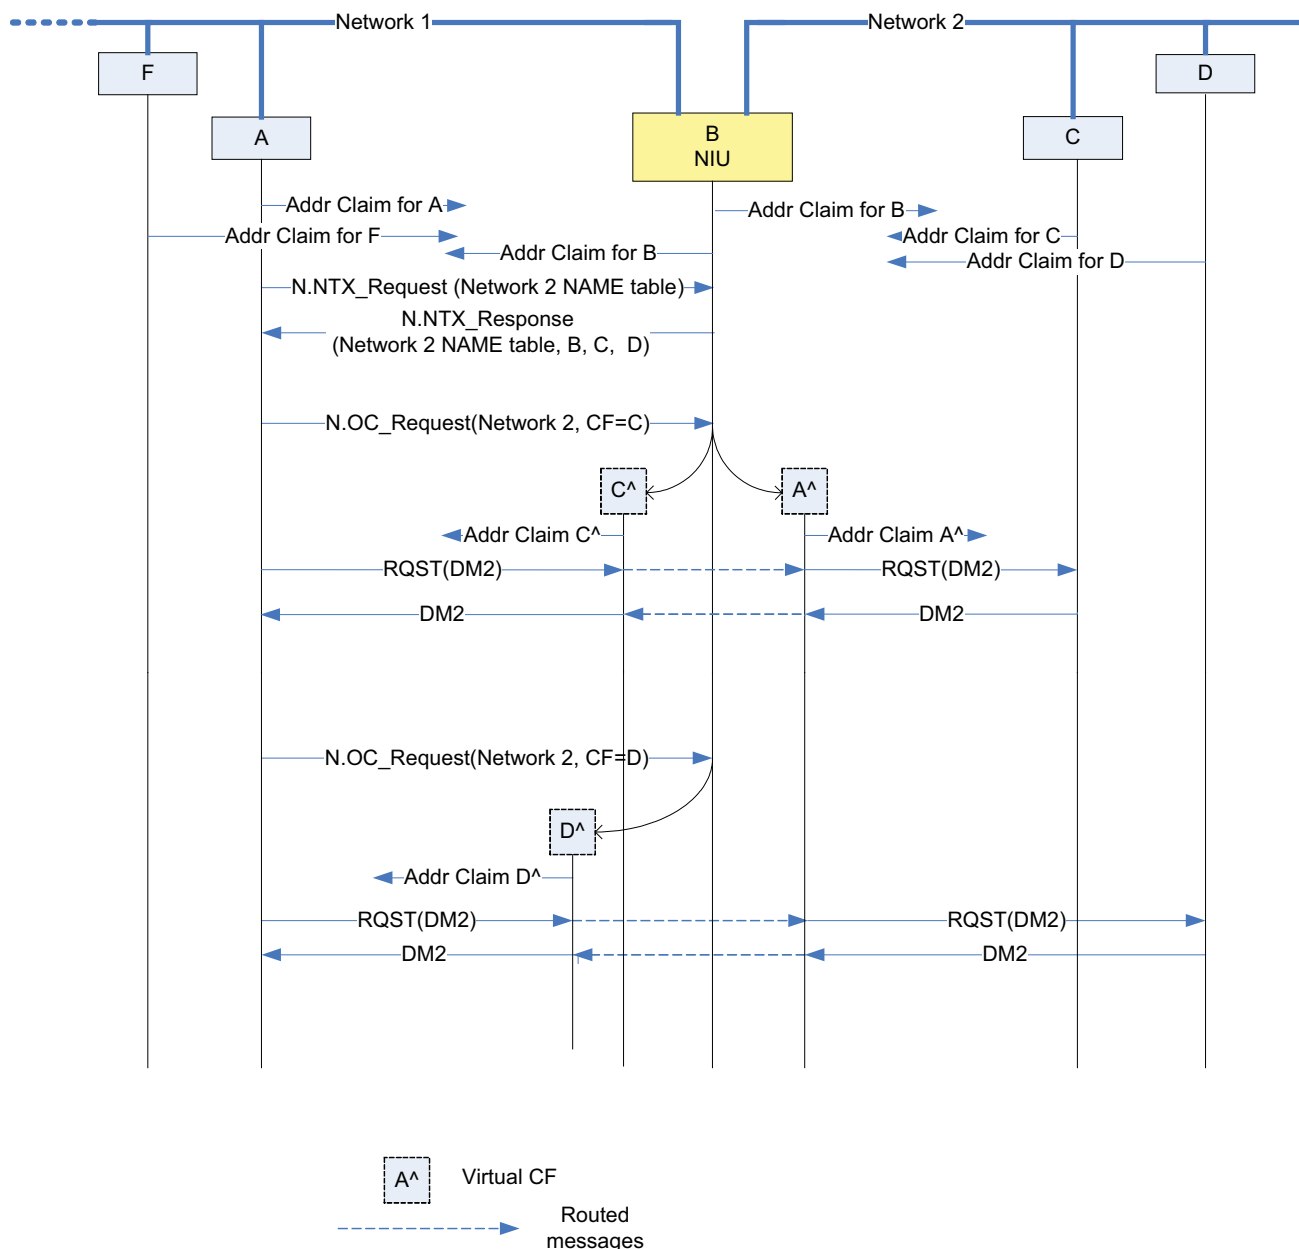 Network 1
Network 2
F
D
A
B
NIU
C
Addr Claim for A
Addr Claim for B
Addr Claim for F
Addr Claim for C
Addr Claim for B
Addr Claim for D
N.NTX_Request (Network 2 NAME table)
N.NTX_Response
(Network 2 NAME table, B, C, D)
N.OC_Request(Network 2, CF=C)
C^
A^
Addr Claim C^
Addr Claim A^
RQST(DM2)
RQST(DM2)
DM2
DM2
N.OC_Request(Network 2, CF=D)
D^
Addr Claim D^
RQST(DM2)
RQST(DM2)
DM2
DM2
A^
Virtual CF
Routed
messages